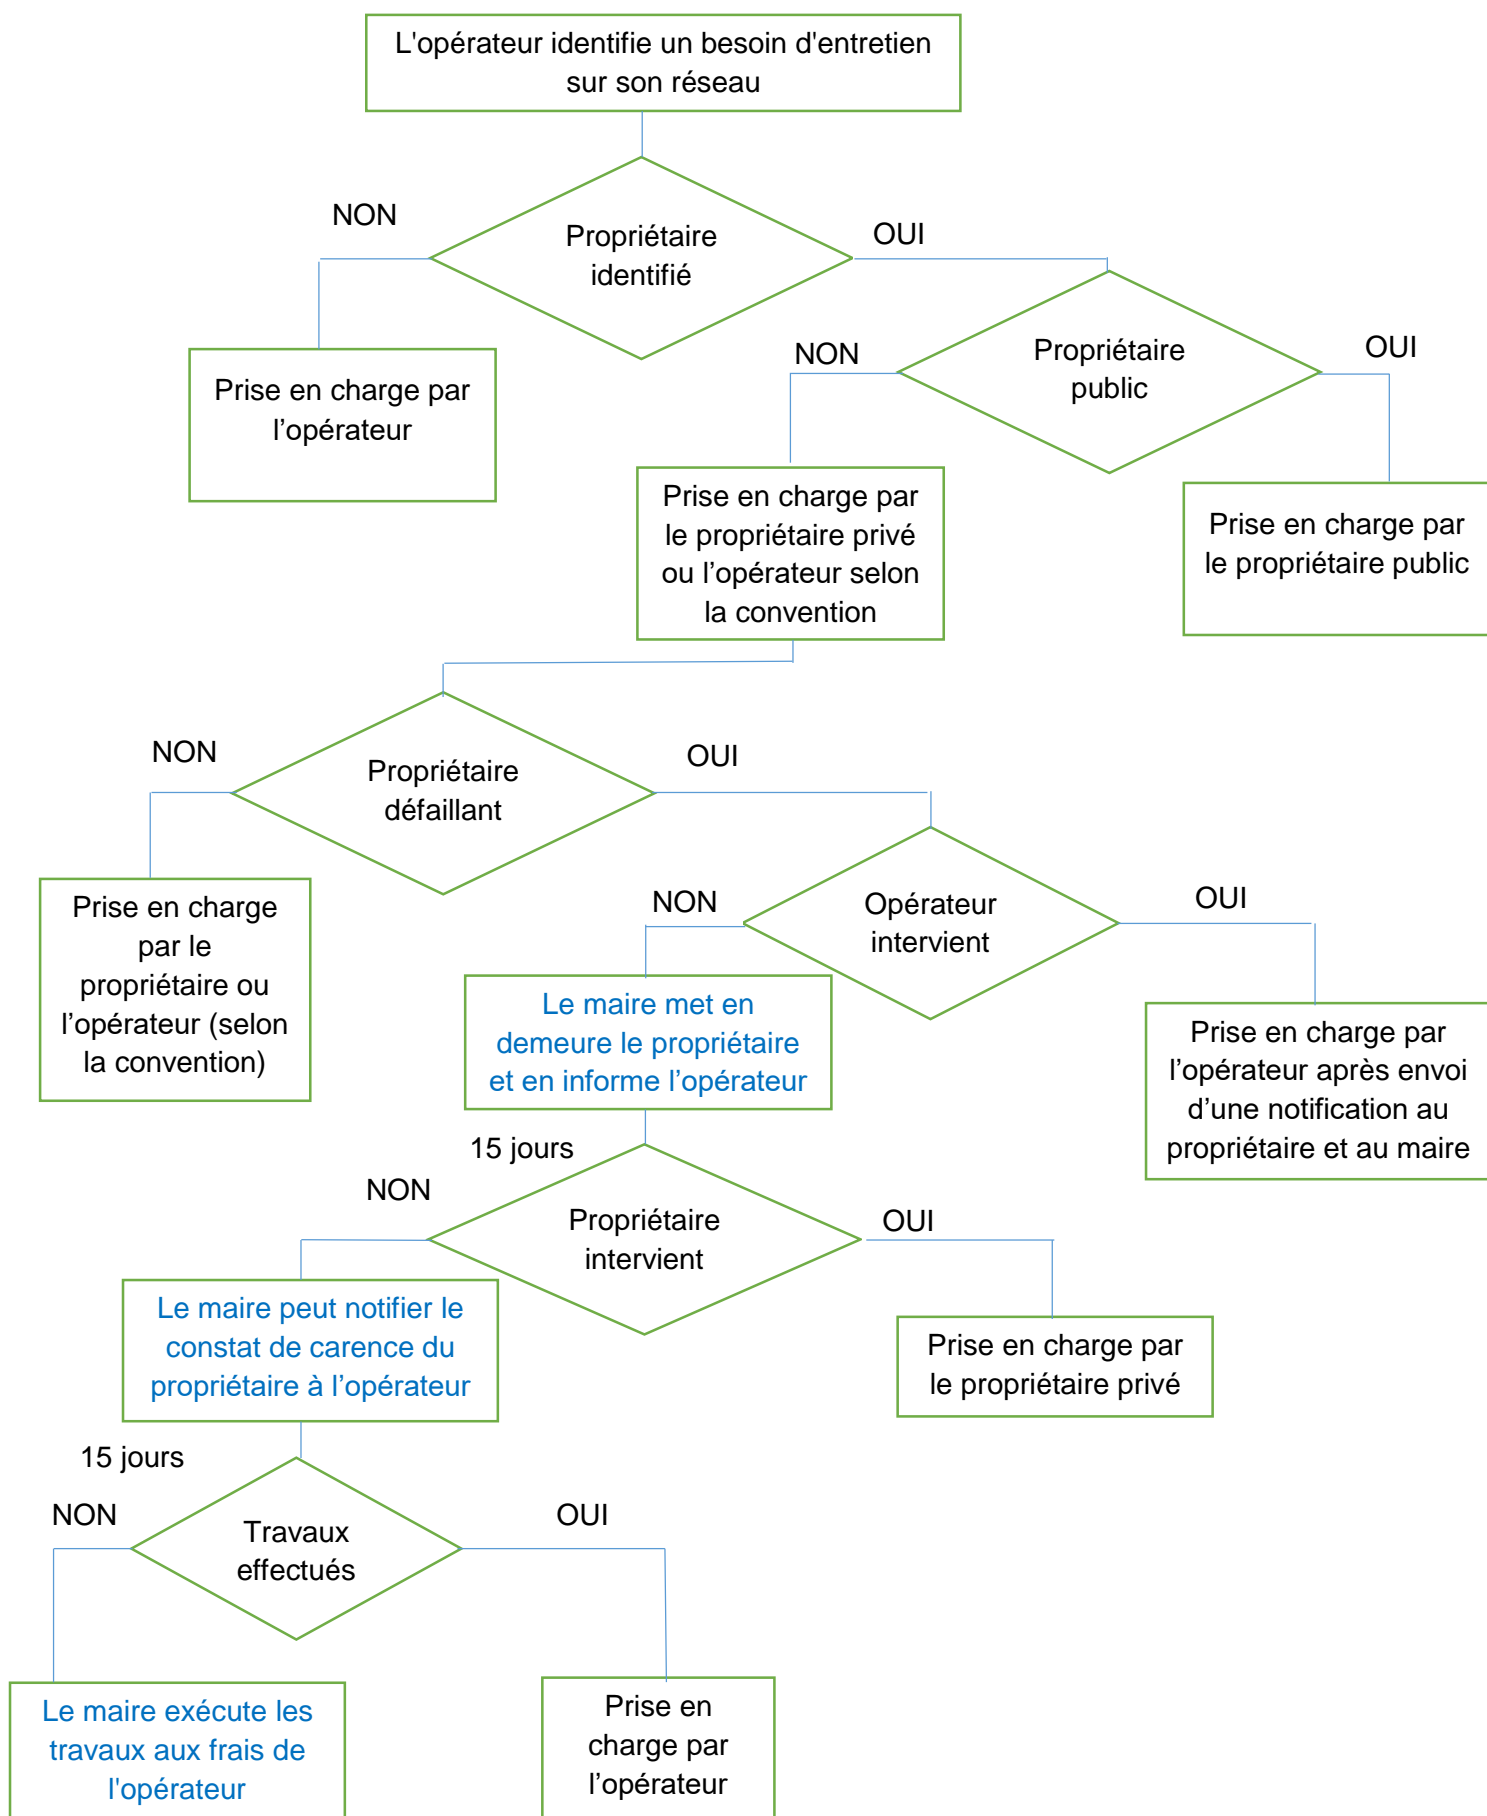 L'opérateur identifie un besoin d'entretien
sur son réseau
NON
OUI
Propriétaire
identifié
NON
OUI
Propriétaire
public
Prise en charge par
l’opérateur
Prise en charge par
le propriétaire privé
ou l’opérateur selon
la convention
Prise en charge par
le propriétaire public
NON
OUI
Propriétaire
défaillant
Prise en charge
par le
propriétaire ou
l’opérateur (selon
la convention)
NON
OUI
Opérateur
intervient
Le maire met en
demeure le propriétaire
et en informe l’opérateur
Prise en charge par
l’opérateur après envoi
d’une notification au
propriétaire et au maire
15 jours
NON
OUI
Propriétaire
intervient
Le maire peut notifier le
constat de carence du
propriétaire à l’opérateur
Prise en charge par
le propriétaire privé
15 jours
NON
OUI
Travaux
effectués
Le maire exécute les
travaux aux frais de
l'opérateur
Prise en
charge par
l’opérateur